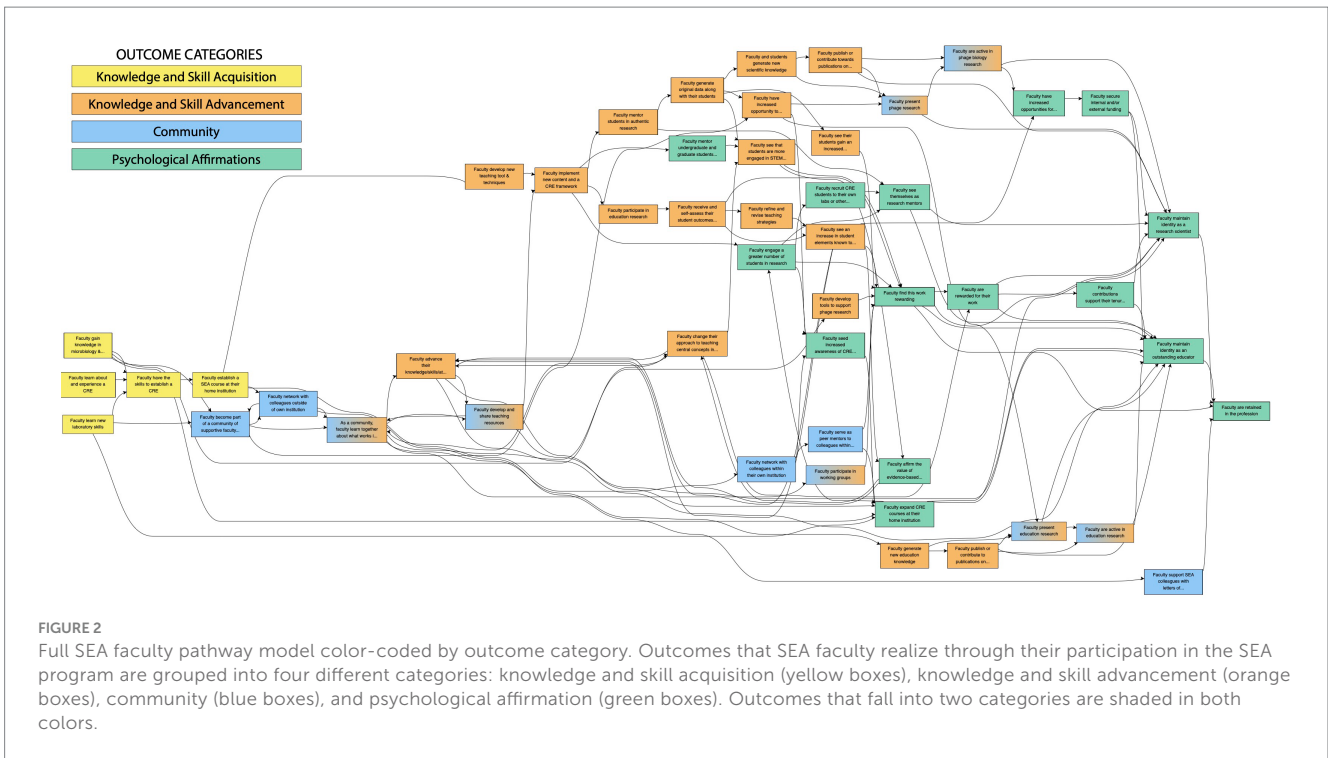 OUTCOME CATEGORIES
Knowledge and Skill Acquisition
Knowledge and Skill Advancement
Community
Psychological Affirmations
Faculty gain
knowledge in
microbiology &...
Faculty learn about
and experience a
CRE
Faculty learn new
laboratory skills
Faculty have the
skills to establish a
CRE
Faculty establish a
SEA course at their
home institution
Faculty become part
of a community of
supportive faculty...
Faculty network with
colleagues outside
of own institution
As a community,
faculty learn together
about what works i...
Faculty advance
their
knowledge/skills/st...
Faculty develop and
share teaching
resources
Faculty develop new
teaching tool &
techniques
Faculty implement
new content and a
CRE framework
Faculty mentor
students in authentic
research
Faculty participate in
education research
Faculty generate
original data along
with their students
Faculty mentor
undergraduate and
graduate students...
Faculty receive and
self-assess their
student outcomes...
Faculty change their
approach to teaching
central concepts in...
Faculty and students
generate new
scientific knowledge
Faculty have
increased
opportunity to...
Faculty see that
students are more
engaged in STEM...
Faculty refine and
revise teaching
strategies
Faculty engage a
greater number of
students in research
Faculty network with
colleagues within
their own institution
Faculty publish or
contribute towards
publications on...
Faculty see their
students gain an
increased...
Faculty recruit CRE
students to their own
labs or other...
Faculty see an
increase in student
elements known to...
Faculty develop
tools to support
phage research
Faculty seed
increased
awareness of CRE...
Faculty serve as
peer mentors to
colleagues within...
Faculty participate in
working groups
Faculty present
phage research
Faculty see
themselves as
research mentors
Faculty find this work
rewarding
Faculty affirm the
value of
evidence-based...
Faculty expand CRE
courses at their
home institution
Faculty generate
new education
knowledge
Faculty are active in
phage biology
research
Faculty are
rewarded for their
work
Faculty publish or
contribute to
publications on...
Faculty have
increased
opportunities for...
Faculty present
education research
Faculty secure
internal and/or
external funding
Faculty
contributions
support their tenur...
Faculty are active in
education research
Faculty maintain
identity as a
research scientist
Faculty maintain
identity as an
outstanding educator
Faculty support SEA
colleagues with
letters of...
Faculty are retained
in the profession
FIGURE 2
Full SEA faculty pathway model color-coded by outcome category. Outcomes that SEA faculty realize through their participation in the SEA
program are grouped into four different categories: knowledge and skill acquisition (yellow boxes), knowledge and skill advancement (orange
boxes), community (blue boxes), and psychological affirmation (green boxes). Outcomes that fall into two categories are shaded in both
colors.